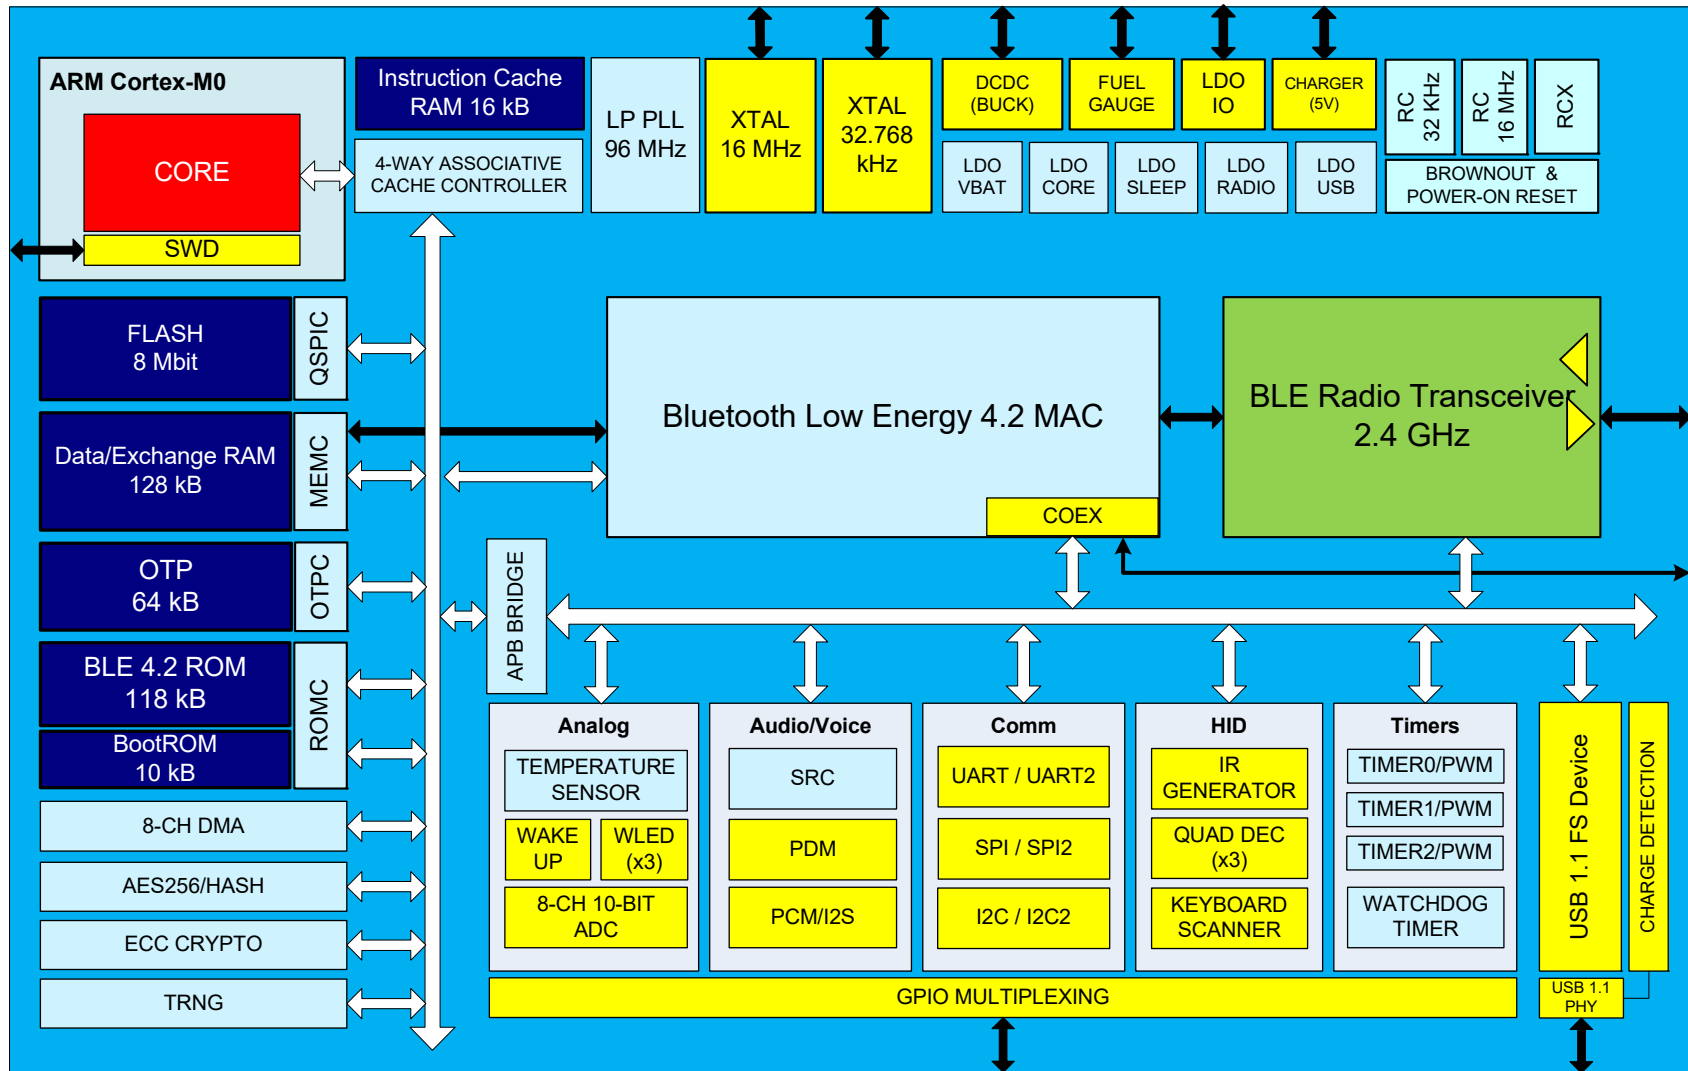 ARM Cortex-M0
CORE
SWD
Instruction Cache
RAM 16 kB
4-WAY ASSOCIATIVE
CACHE CONTROLLER
LP PLL
96 MHz
XTAL
16 MHz
XTAL
32.768
kHz
DCDC
(BUCK)
FUEL
GAUGE
LDO
IO
CHARGER
(5V)
LDO
VBAT
LDO
CORE
LDO
SLEEP
LDO
RADIO
LDO
USB
RC
32 KHz
RC
16 MHz
RCX
BROWNOUT &
POWER-ON RESET
FLASH
8 Mbit
QSPIC
Data/Exchange RAM
128 kB
MEMC
OTP
64 kB
OTPC
BLE 4.2 ROM
118 kB
BootROM
10 kB
ROMC
8-CH DMA
AES256/HASH
ECC CRYPTO
TRNG
Bluetooth Low Energy 4.2 MAC
COEX
BLE Radio Transceiver
2.4 GHz
APB BRIDGE
Analog
TEMPERATURE
SENSOR
WAKE
UP
WLED
(x3)
8-CH 10-BIT
ADC
Audio/Voice
SRC
PDM
PCM/I2S
Comm
UART / UART2
SPI / SPI2
I2C / I2C2
HID
IR
GENERATOR
QUAD DEC
(x3)
KEYBOARD
SCANNER
Timers
TIMER0/PWM
TIMER1/PWM
TIMER2/PWM
WATCHDOG
TIMER
USB 1.1 FS Device
CHARGE DETECTION
GPIO MULTIPLEXING
USB 1.1
PHY